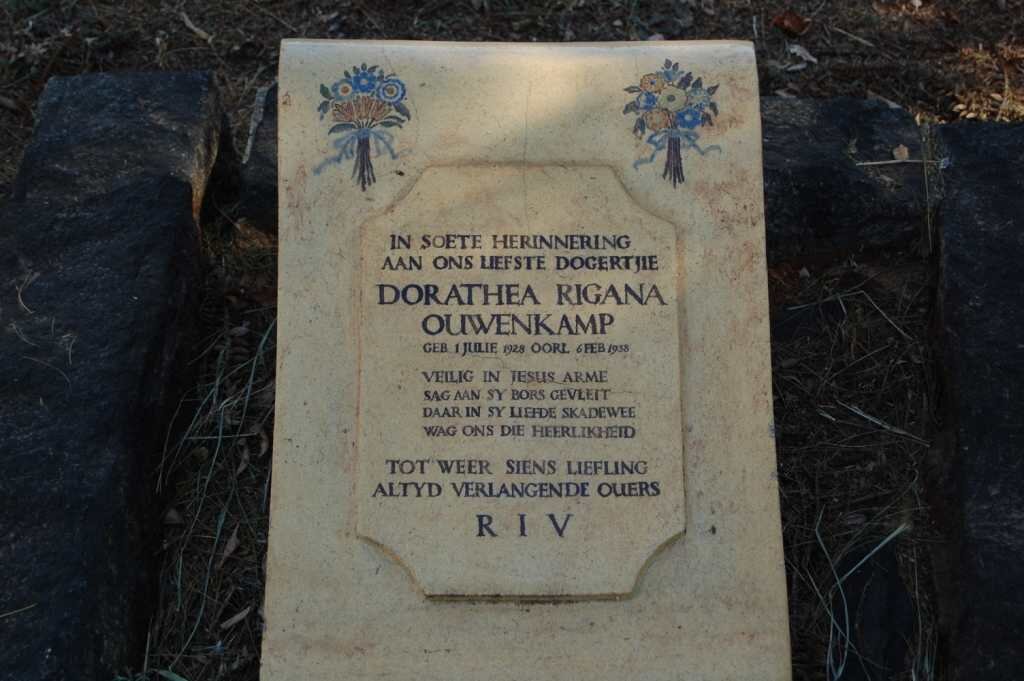 IN SOETE HERINNERING
AAN ONS LIEFSTE DOGERTJIE
DORATHEA RIGANA
OUWENKAMP
GEB 1 JULIE 1928 OORL 6 FEB 1938
VEILIG IN JESUS ARME
SAG AAN SY BORS GEVLEIT
DAAR IN SY LIEFDE SKADEWEE
WAG ONS DIE HEERLIKHEID
TOT WEER SIENS LIEFLING
ALTYD VERLANGENDE OUERS
R I V